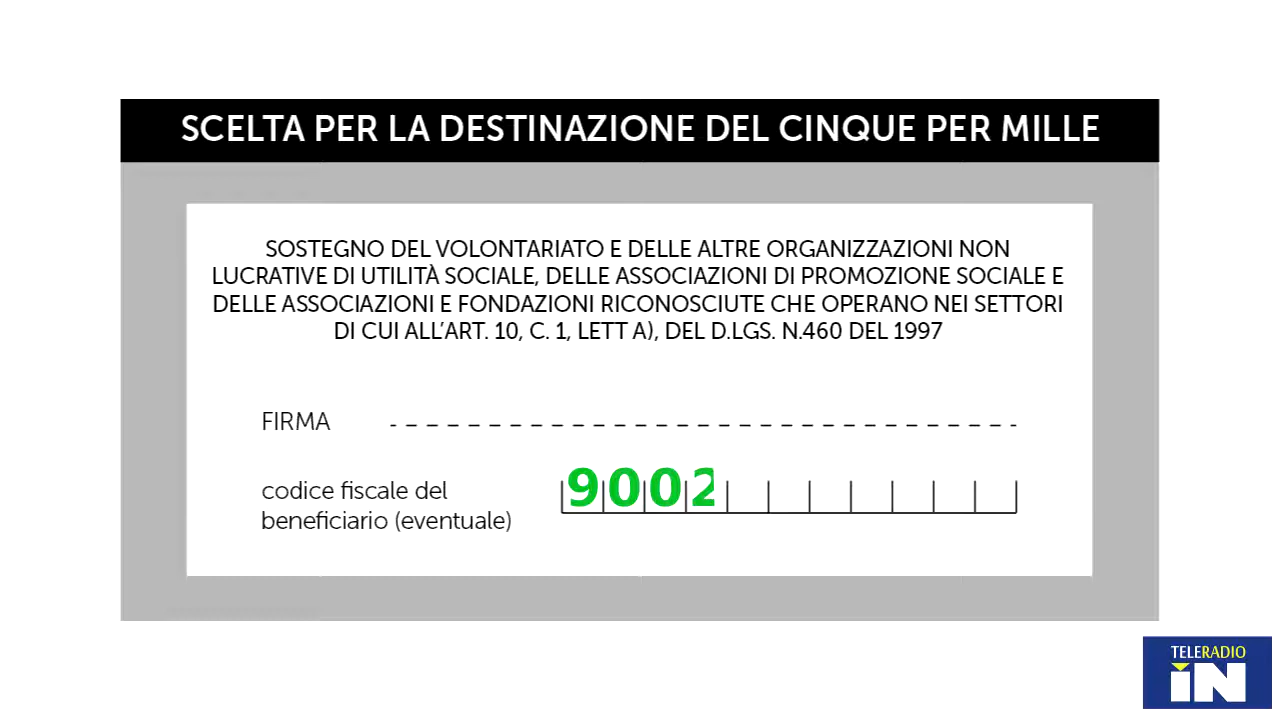 SCELTA PER LA DESTINAZIONE DEL CINQUE PER MILLE
SOSTEGNO DEL VOLONTARIATO E DELLE ALTRE ORGANIZZAZIONI NON
LUCRATIVE DI UTILITÀ SOCIALE, DELLE ASSOCIAZIONI DI PROMOZIONE SOCIALE E
DELLE ASSOCIAZIONI E FONDAZIONI RICONOSCIUTE CHE OPERANO NEI SETTORI
DI CUI ALL'ART. 10, C. 1, LETT A), DEL D.LGS. N.460 DEL 1997
FIRMA
codice fiscale del
beneficiario (eventuale)
9002
TELERADIO
iN